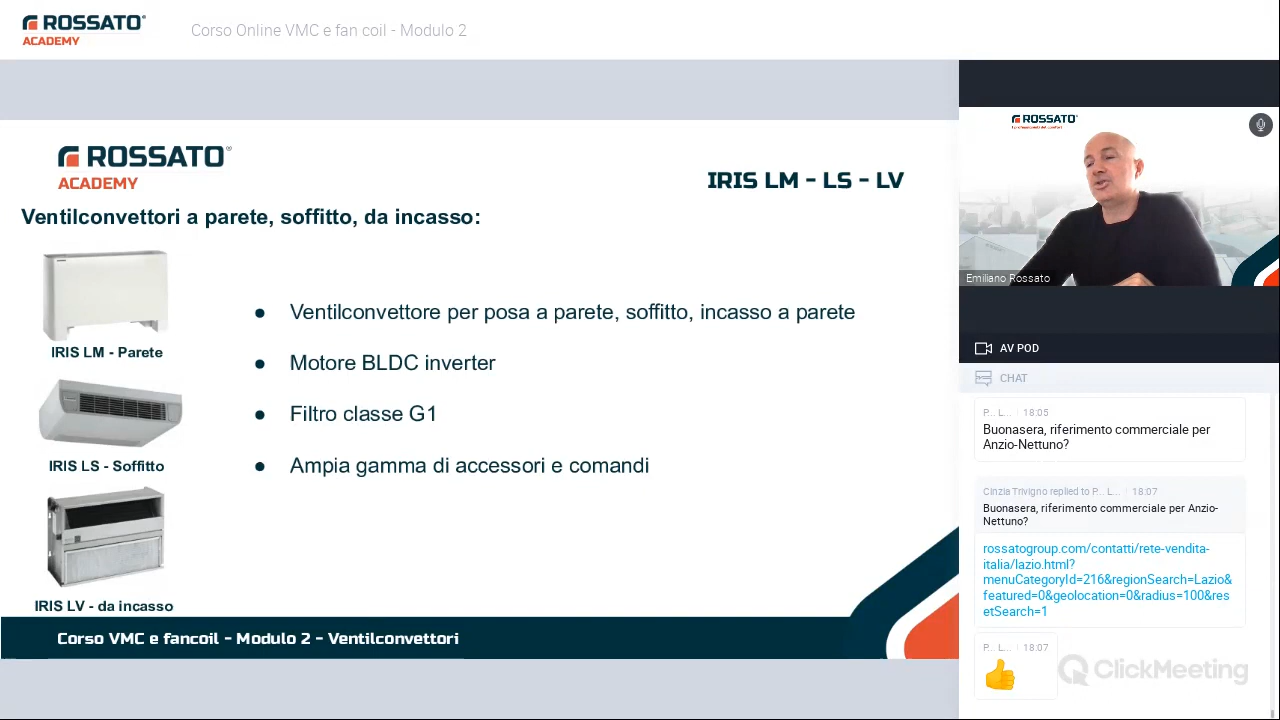 ROSSATO
ACADEMY
Corso Online VMC e fan coil - Modulo 2
ROSSATO
ACADEMY
IRIS LM - LS - LV
Ventilconvettori a parete, soffitto, da incasso:
IRIS LM - Parete
IRIS LS - Soffitto
IRIS LV - da incasso
● Ventilconvettore per posa a parete, soffitto, incasso a parete
● Motore BLDC inverter
● Filtro classe G1
● Ampia gamma di accessori e comandi
Corso VMC e fancoil - Modulo 2 - Ventilconvettori
ROSSATO
Emiliano Rossato
AV POD
CHAT
P... L... | 18:05
Buonasera, riferimento commerciale per
Anzio-Nettuno?
Cinzia Trivigno replied to P... L... | 18:07
Buonasera, riferimento commerciale per Anzio-
Nettuno?
rossatogroup.com/contatti/rete-vendita-
italia/lazio.html?
menuCategoryId=216&regionSearch=Lazio&
featured=0&geolocation=0&radius=100&res
etSearch=1
P... L... | 18:07
ClickMeeting